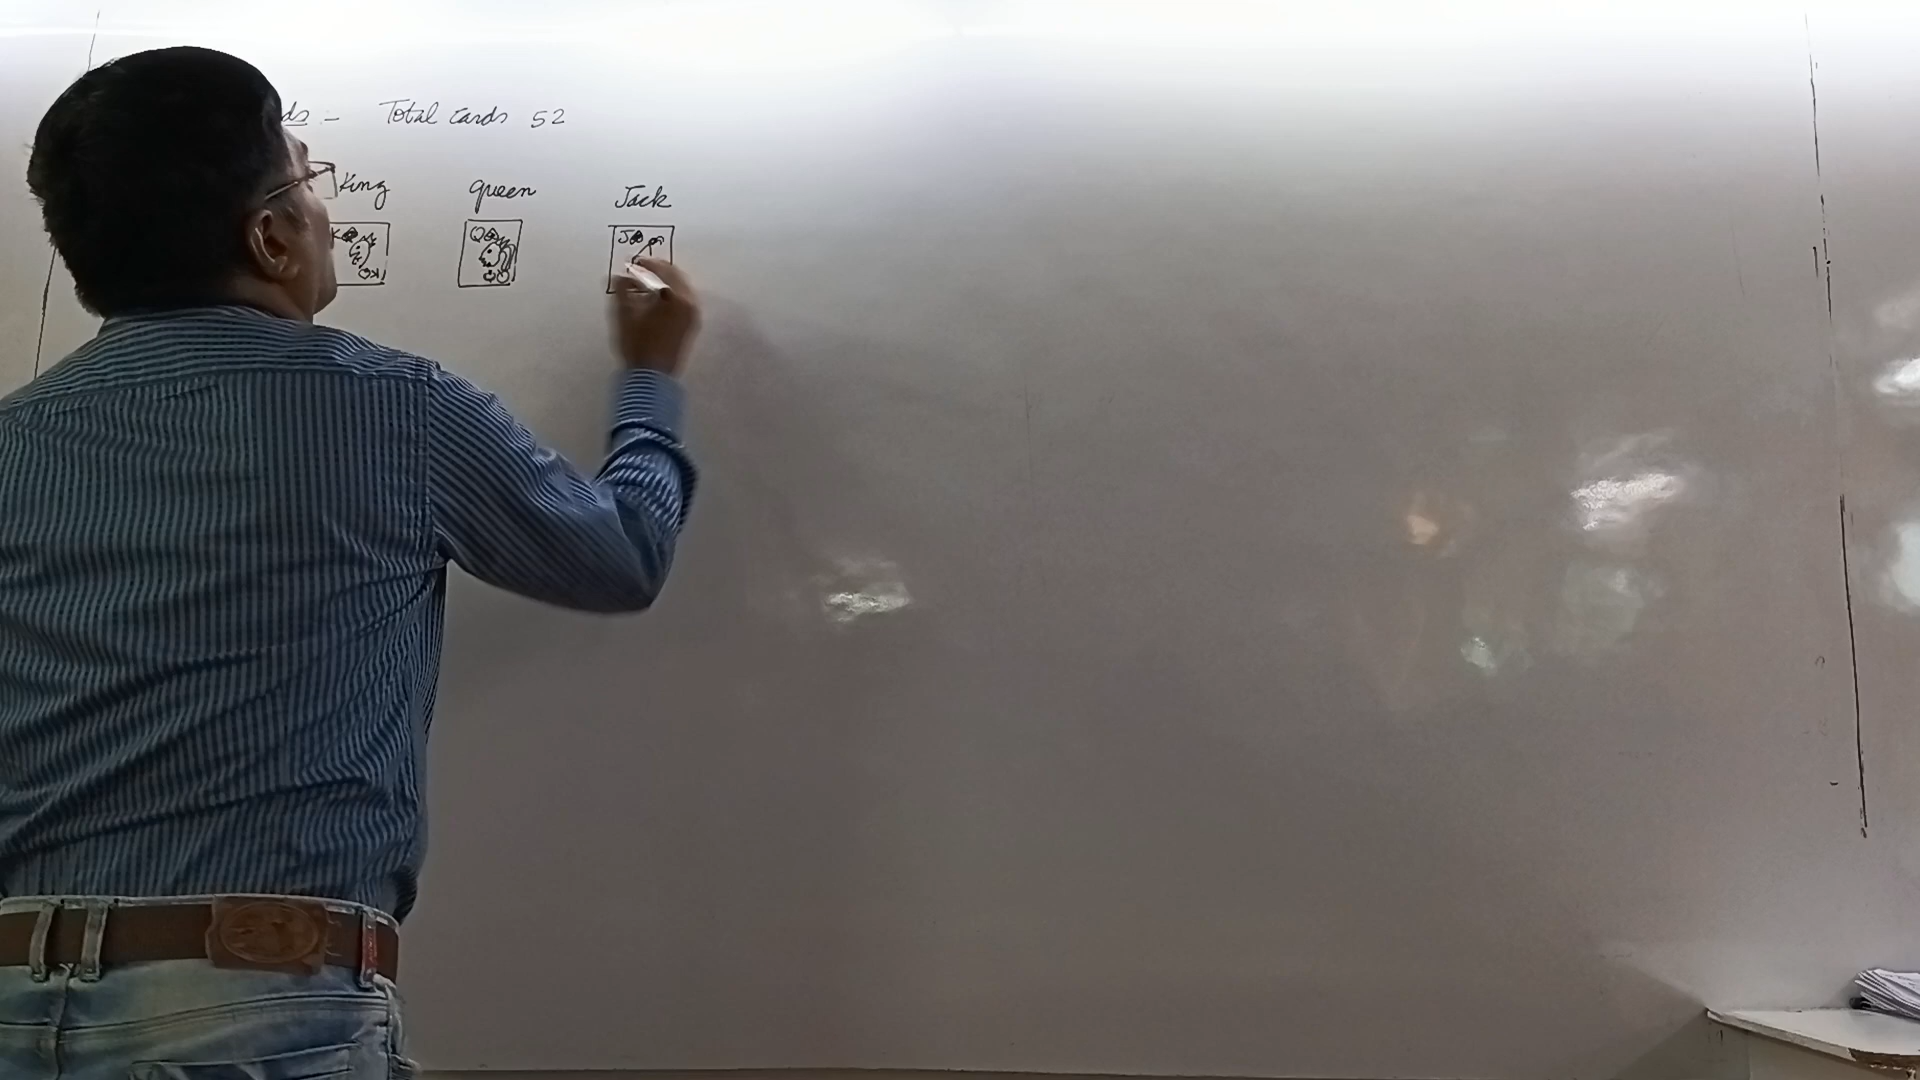 ds :- Total cards 52
King queen Jack
K Q J
K Q